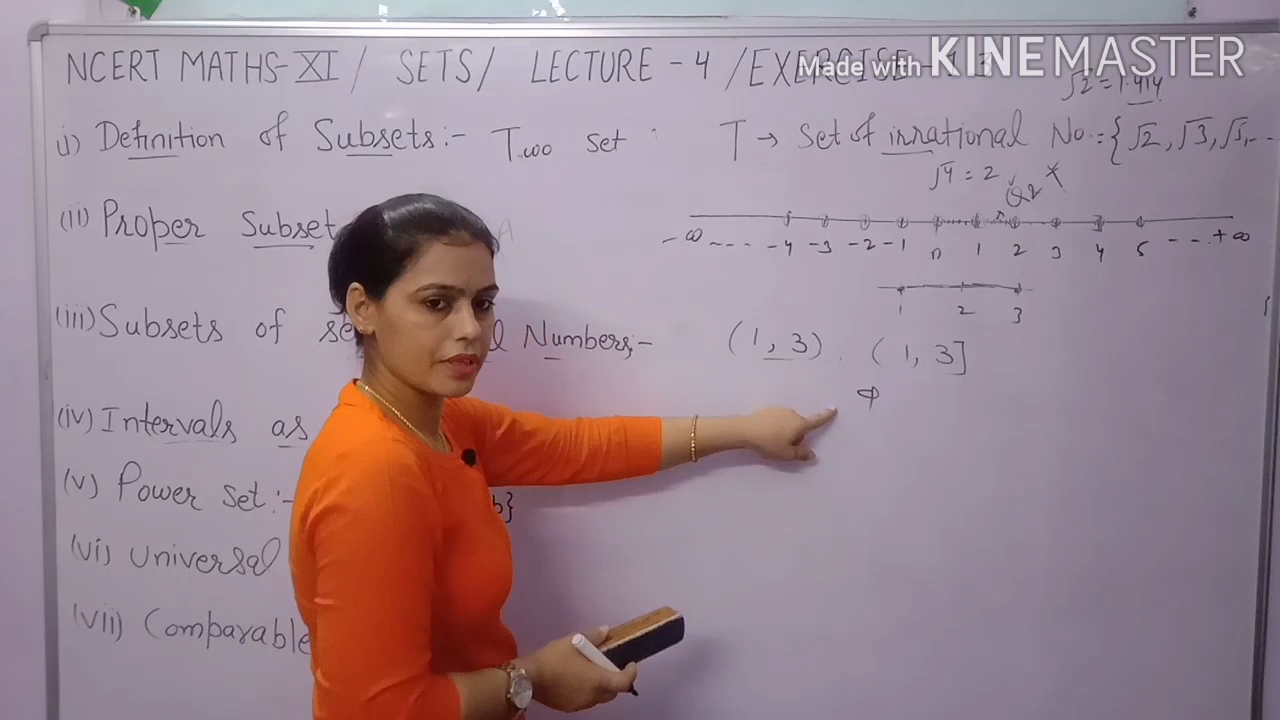 NCERT MATHS-XI / SETS/ LECTURE - 4 /EXERCISE
Made with KINEMASTER
√2 = 1.414
i) Definition of Subsets:- Two set
T → Set of irrational No.= {√2, √3, √5, --
√4 = 2
(ii) Proper Subset A
- ∞ --- -4 -3 -2 -1 0 1 2 3 4 5 --- + ∞
1 2 3
(iii) Subsets of Numbers;-
(1, 3), (1, 3]
φ
(iv) Intervals as
(v) Power set:- b}
(vi) Universal
(vii) Comparable